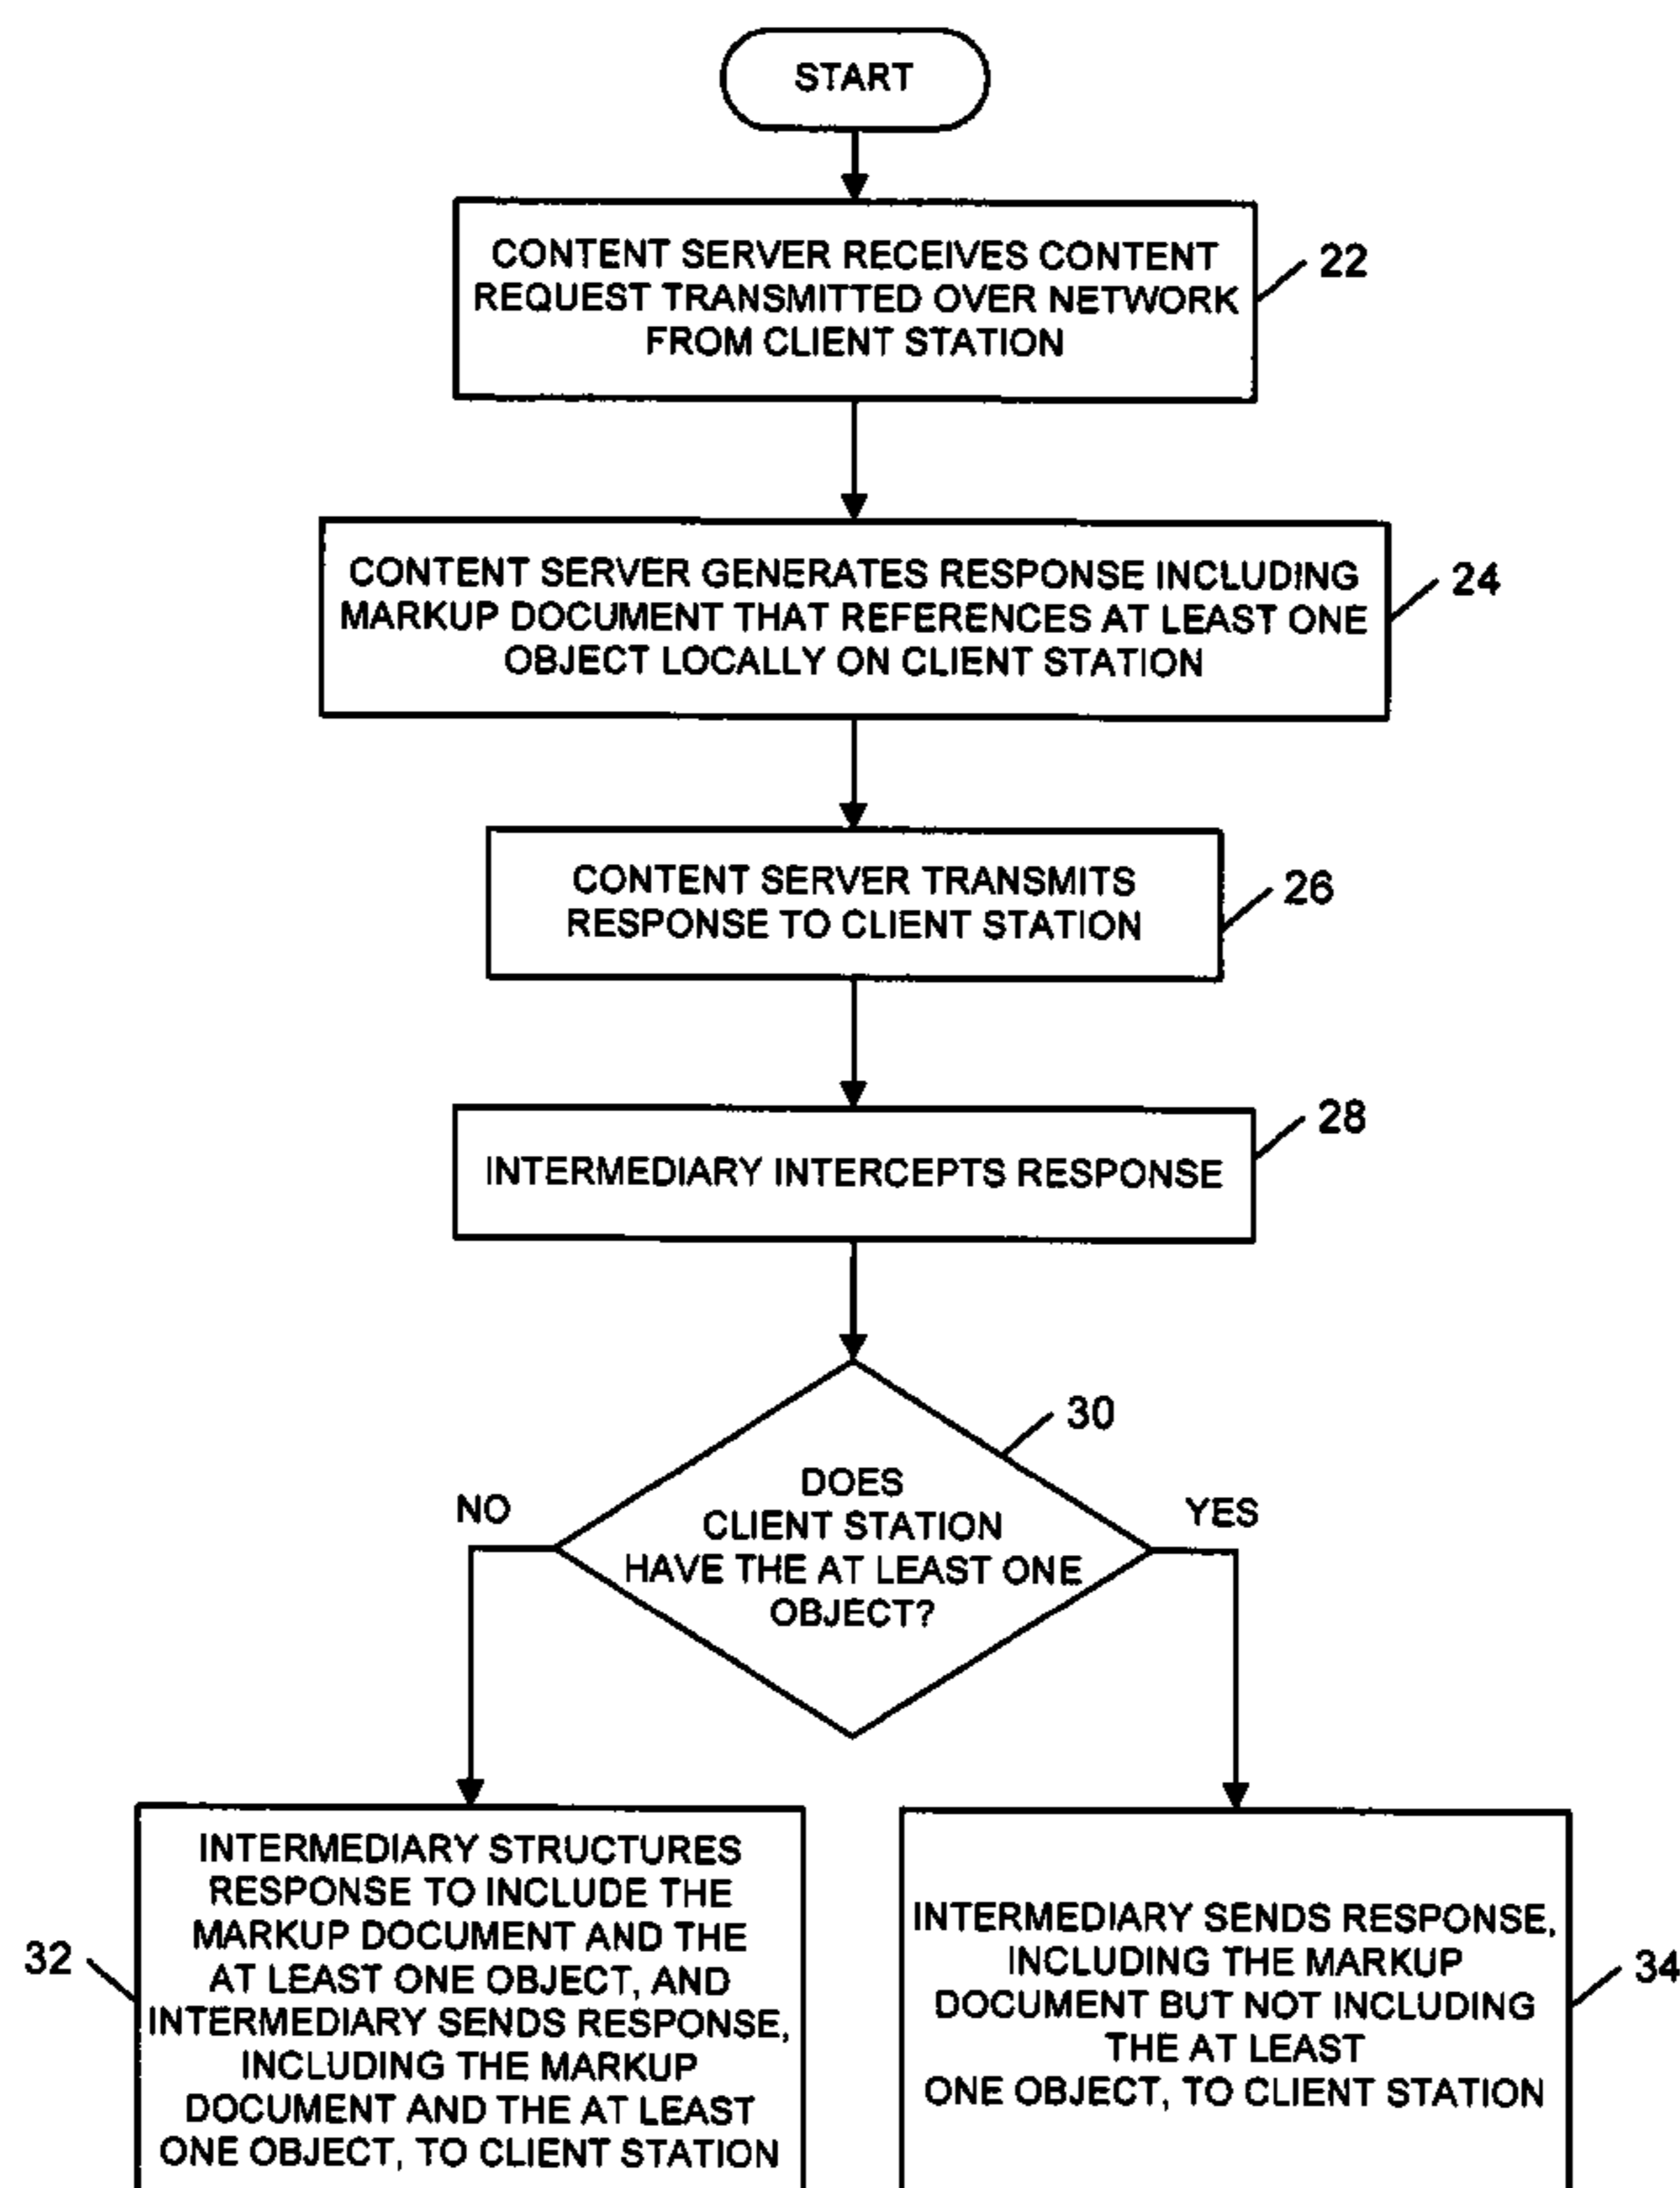 START
CONTENT SERVER RECEIVES CONTENT
REQUEST TRANSMITTED OVER NETWORK
FROM CLIENT STATION
22
CONTENT SERVER GENERATES RESPONSE INCLUDING
MARKUP DOCUMENT THAT REFERENCES AT LEAST ONE
OBJECT LOCALLY ON CLIENT STATION
24
CONTENT SERVER TRANSMITS
RESPONSE TO CLIENT STATION
26
INTERMEDIARY INTERCEPTS RESPONSE
28
DOES
CLIENT STATION
HAVE THE AT LEAST ONE
OBJECT?
30
NO
YES
INTERMEDIARY STRUCTURES
RESPONSE TO INCLUDE THE
MARKUP DOCUMENT AND THE
AT LEAST ONE OBJECT, AND
INTERMEDIARY SENDS RESPONSE,
INCLUDING THE MARKUP
DOCUMENT AND THE AT LEAST
ONE OBJECT, TO CLIENT STATION
32
INTERMEDIARY SENDS RESPONSE,
INCLUDING THE MARKUP
DOCUMENT BUT NOT INCLUDING
THE AT LEAST
ONE OBJECT, TO CLIENT STATION
34